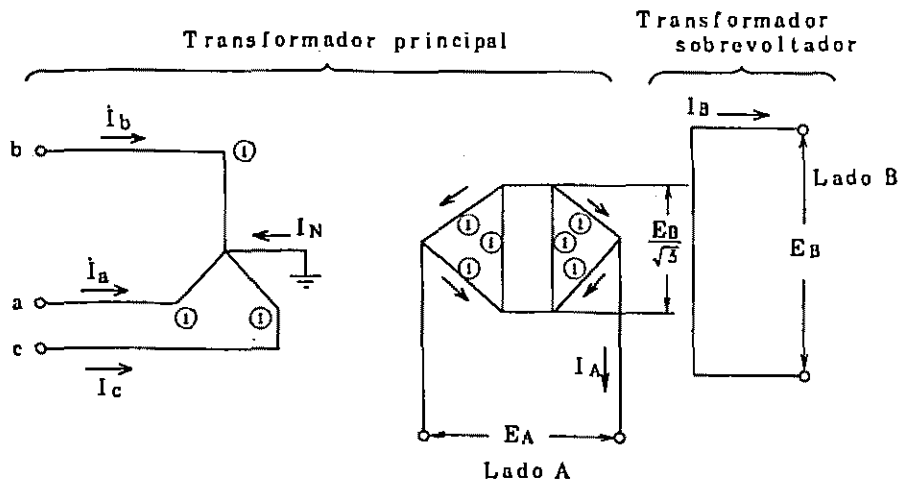 Transformador principal
Transformador
sobrevoltador
İb
b
①
IN
İa
a
①
①
c
Ic
①
①
①
①
①
①
EB
√3
IA
EA
Lado A
IB
Lado B
EB